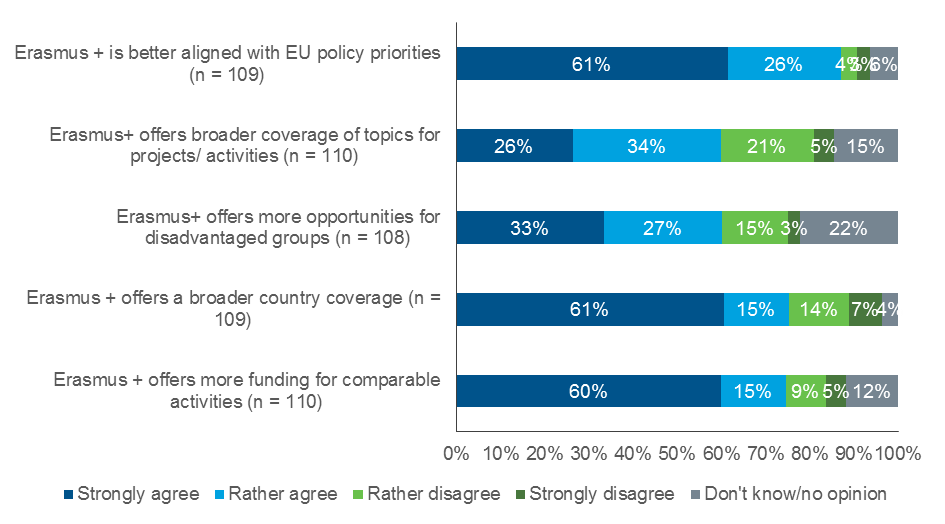 Erasmus + is better aligned with EU policy priorities
(n = 109)
61% 26% 4% 3% 6%
Erasmus+ offers broader coverage of topics for
projects/ activities (n = 110)
26% 34% 21% 5% 15%
Erasmus+ offers more opportunities for
disadvantaged groups (n = 108)
33% 27% 15% 3% 22%
Erasmus + offers a broader country coverage (n =
109)
61% 15% 14% 7% 4%
Erasmus + offers more funding for comparable
activities (n = 110)
60% 15% 9% 5% 12%
0% 10% 20% 30% 40% 50% 60% 70% 80% 90% 100%
Strongly agree Rather agree Rather disagree Strongly disagree Don't know/no opinion